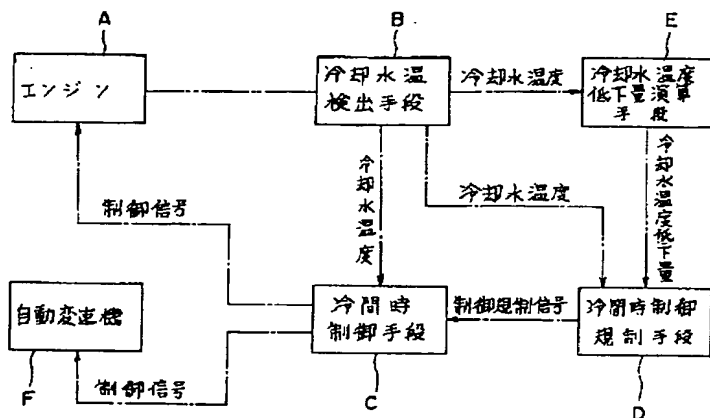 A
B
E
エンジン
冷却水温
検出手段
冷却水温度
冷却水温度
低下量演算
手段
冷却水温度
冷却水温度
冷却水温度低下量
制御信号
自動変速機
冷間時
制御手段
制御規制信号
冷間時制御
規制手段
制御信号
F
C
D